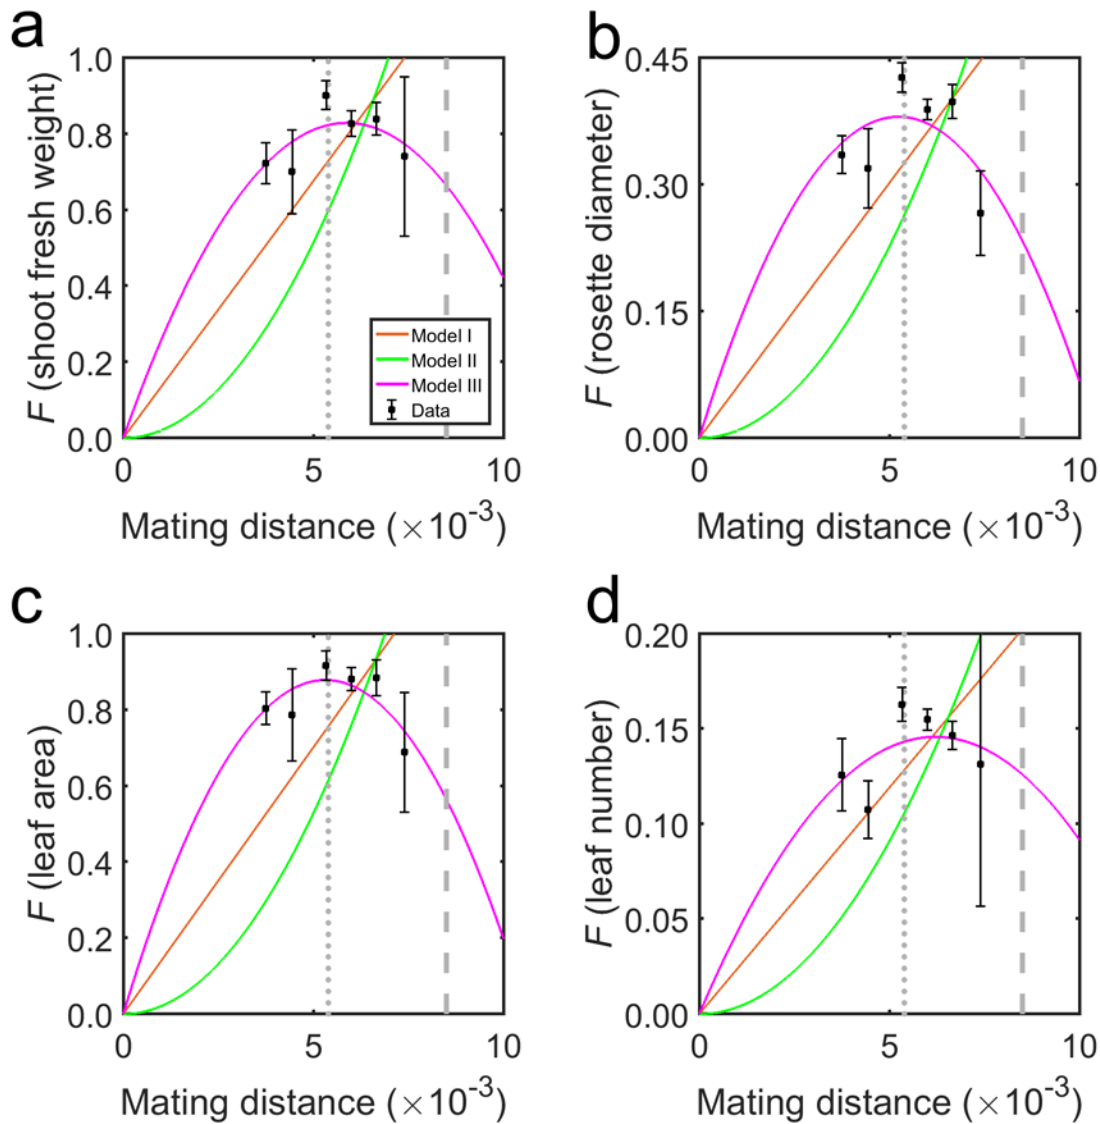 a
F (shoot fresh weight)
1.0
0.8
0.6
0.4
0.2
0.0
Model I
Model II
Model III
Data
0 5 10
Mating distance (×10-3)
b
F (rosette diameter)
0.45
0.30
0.15
0.00
0 5 10
Mating distance (×10-3)
c
F (leaf area)
1.0
0.8
0.6
0.4
0.2
0.0
0 5 10
Mating distance (×10-3)
d
F (leaf number)
0.20
0.15
0.10
0.05
0.00
0 5 10
Mating distance (×10-3)